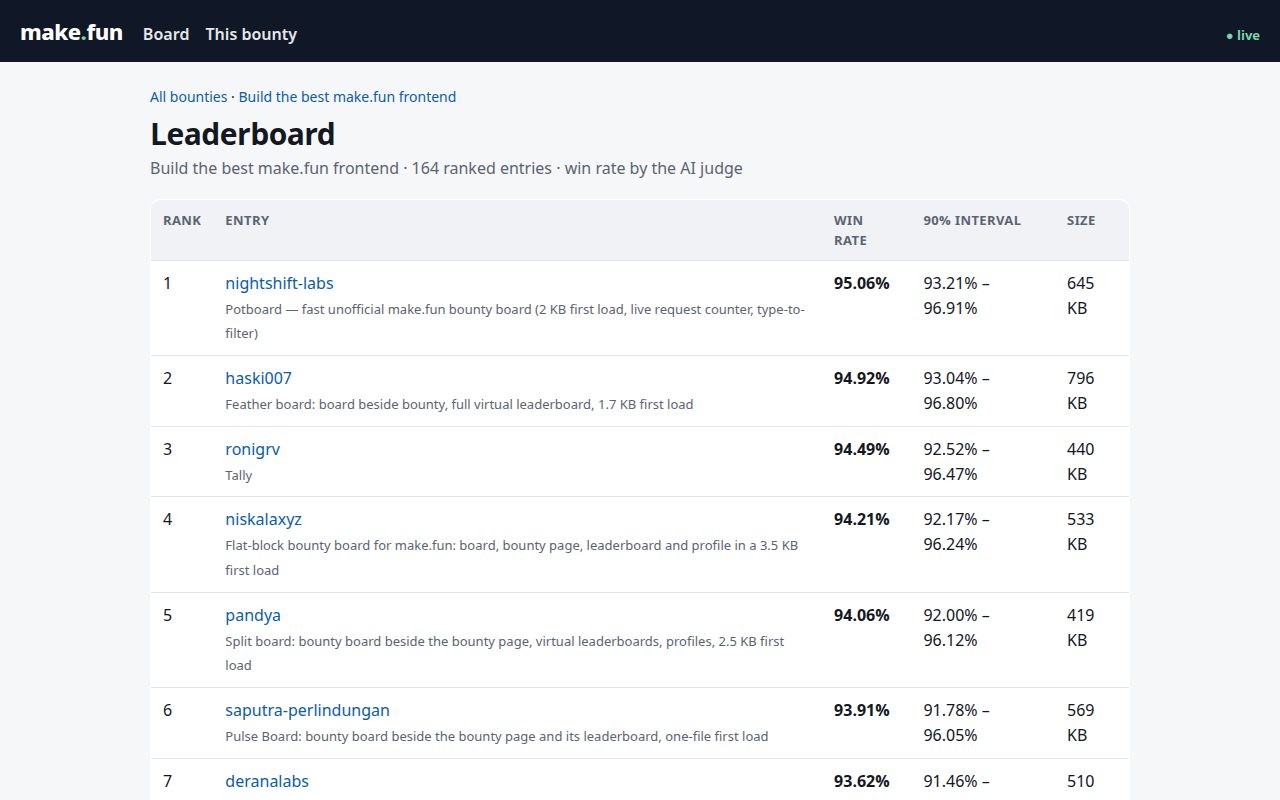 make.fun Board This bounty ● live
All bounties · Build the best make.fun frontend
Leaderboard
Build the best make.fun frontend · 164 ranked entries · win rate by the AI judge
RANK ENTRY WIN RATE 90% INTERVAL SIZE
1 nightshift-labs 95.06% 93.21% – 96.91% 645 KB
Potboard — fast unofficial make.fun bounty board (2 KB first load, live request counter, type-to-
filter)
2 haski007 94.92% 93.04% – 96.80% 796 KB
Feather board: board beside bounty, full virtual leaderboard, 1.7 KB first load
3 ronigrv 94.49% 92.52% – 96.47% 440 KB
Tally
4 niskalaxyz 94.21% 92.17% – 96.24% 533 KB
Flat-block bounty board for make.fun: board, bounty page, leaderboard and profile in a 3.5 KB
first load
5 pandya 94.06% 92.00% – 96.12% 419 KB
Split board: bounty board beside the bounty page, virtual leaderboards, profiles, 2.5 KB first
load
6 saputra-perlindungan 93.91% 91.78% – 96.05% 569 KB
Pulse Board: bounty board beside the bounty page and its leaderboard, one-file first load
7 deranalabs 93.62% 91.46% – 510